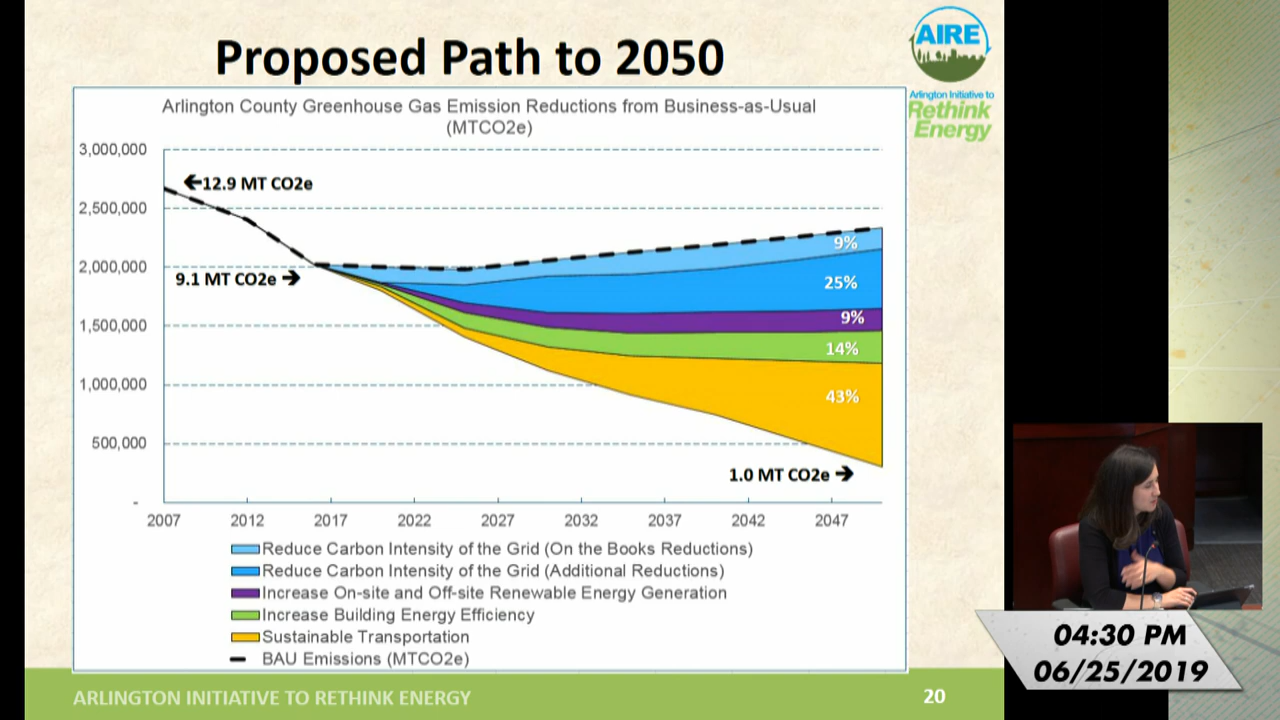 Proposed Path to 2050
AIRE
Arlington Initiative to
Rethink
Energy
Arlington County Greenhouse Gas Emission Reductions from Business-as-Usual
(MTCO2e)
3,000,000
2,500,000
2,000,000
1,500,000
1,000,000
500,000
-
←12.9 MT CO2e
9.1 MT CO2e →
9%
25%
9%
14%
43%
1.0 MT CO2e →
2007 2012 2017 2022 2027 2032 2037 2042 2047
Reduce Carbon Intensity of the Grid (On the Books Reductions)
Reduce Carbon Intensity of the Grid (Additional Reductions)
Increase On-site and Off-site Renewable Energy Generation
Increase Building Energy Efficiency
Sustainable Transportation
BAU Emissions (MTCO2e)
ARLINGTON INITIATIVE TO RETHINK ENERGY
20
04:30 PM
06/25/2019